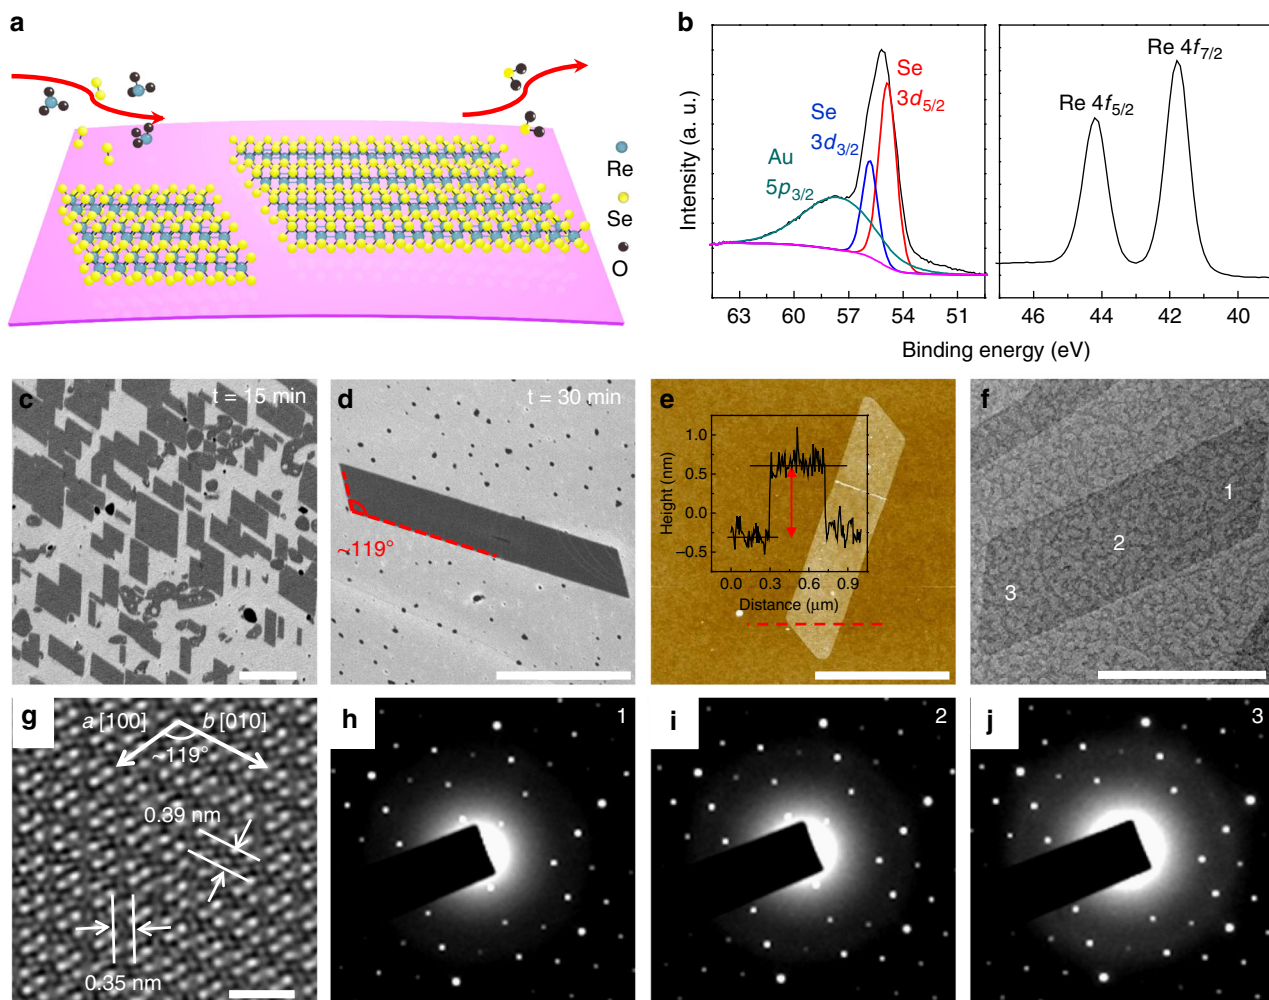 a
Re
Se
O
b
Intensity (a. u.)
Se
3d5/2
Se
3d3/2
Au
5p3/2
Re 4f7/2
Re 4f5/2
63 60 57 54 51
46 44 42 40
Binding energy (eV)
c
t = 15 min
d
t = 30 min
~119°
e
Height (nm)
1.0
0.5
0.0
−0.5
0.0 0.3 0.6 0.9
Distance (μm)
f
1
2
3
g
a [100]
b [010]
~119°
0.39 nm
0.35 nm
h
1
i
2
j
3